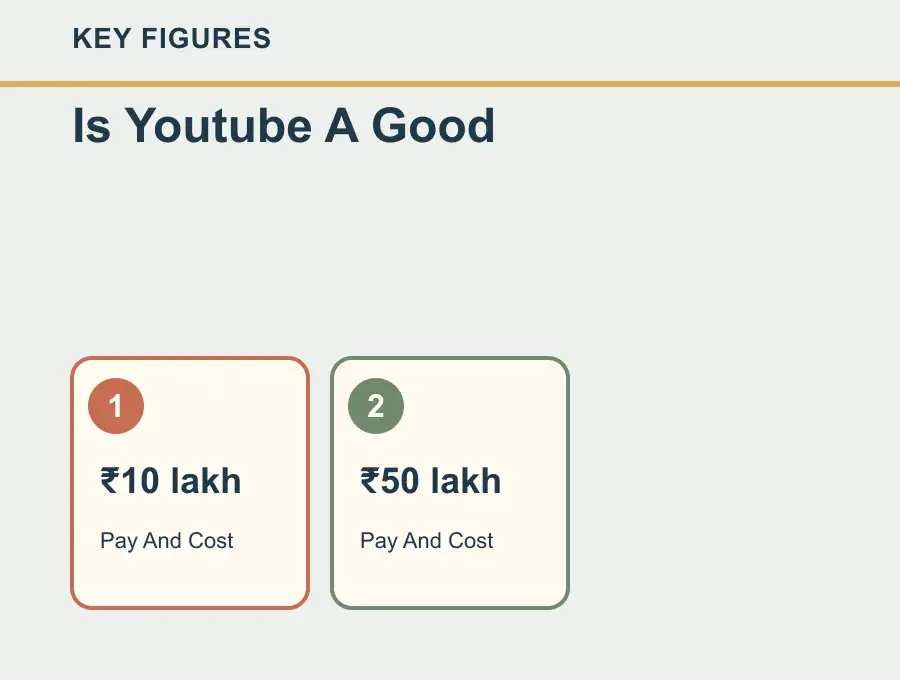 KEY FIGURES
Is Youtube A Good
1
2
₹10 lakh
₹50 lakh
Pay And Cost
Pay And Cost